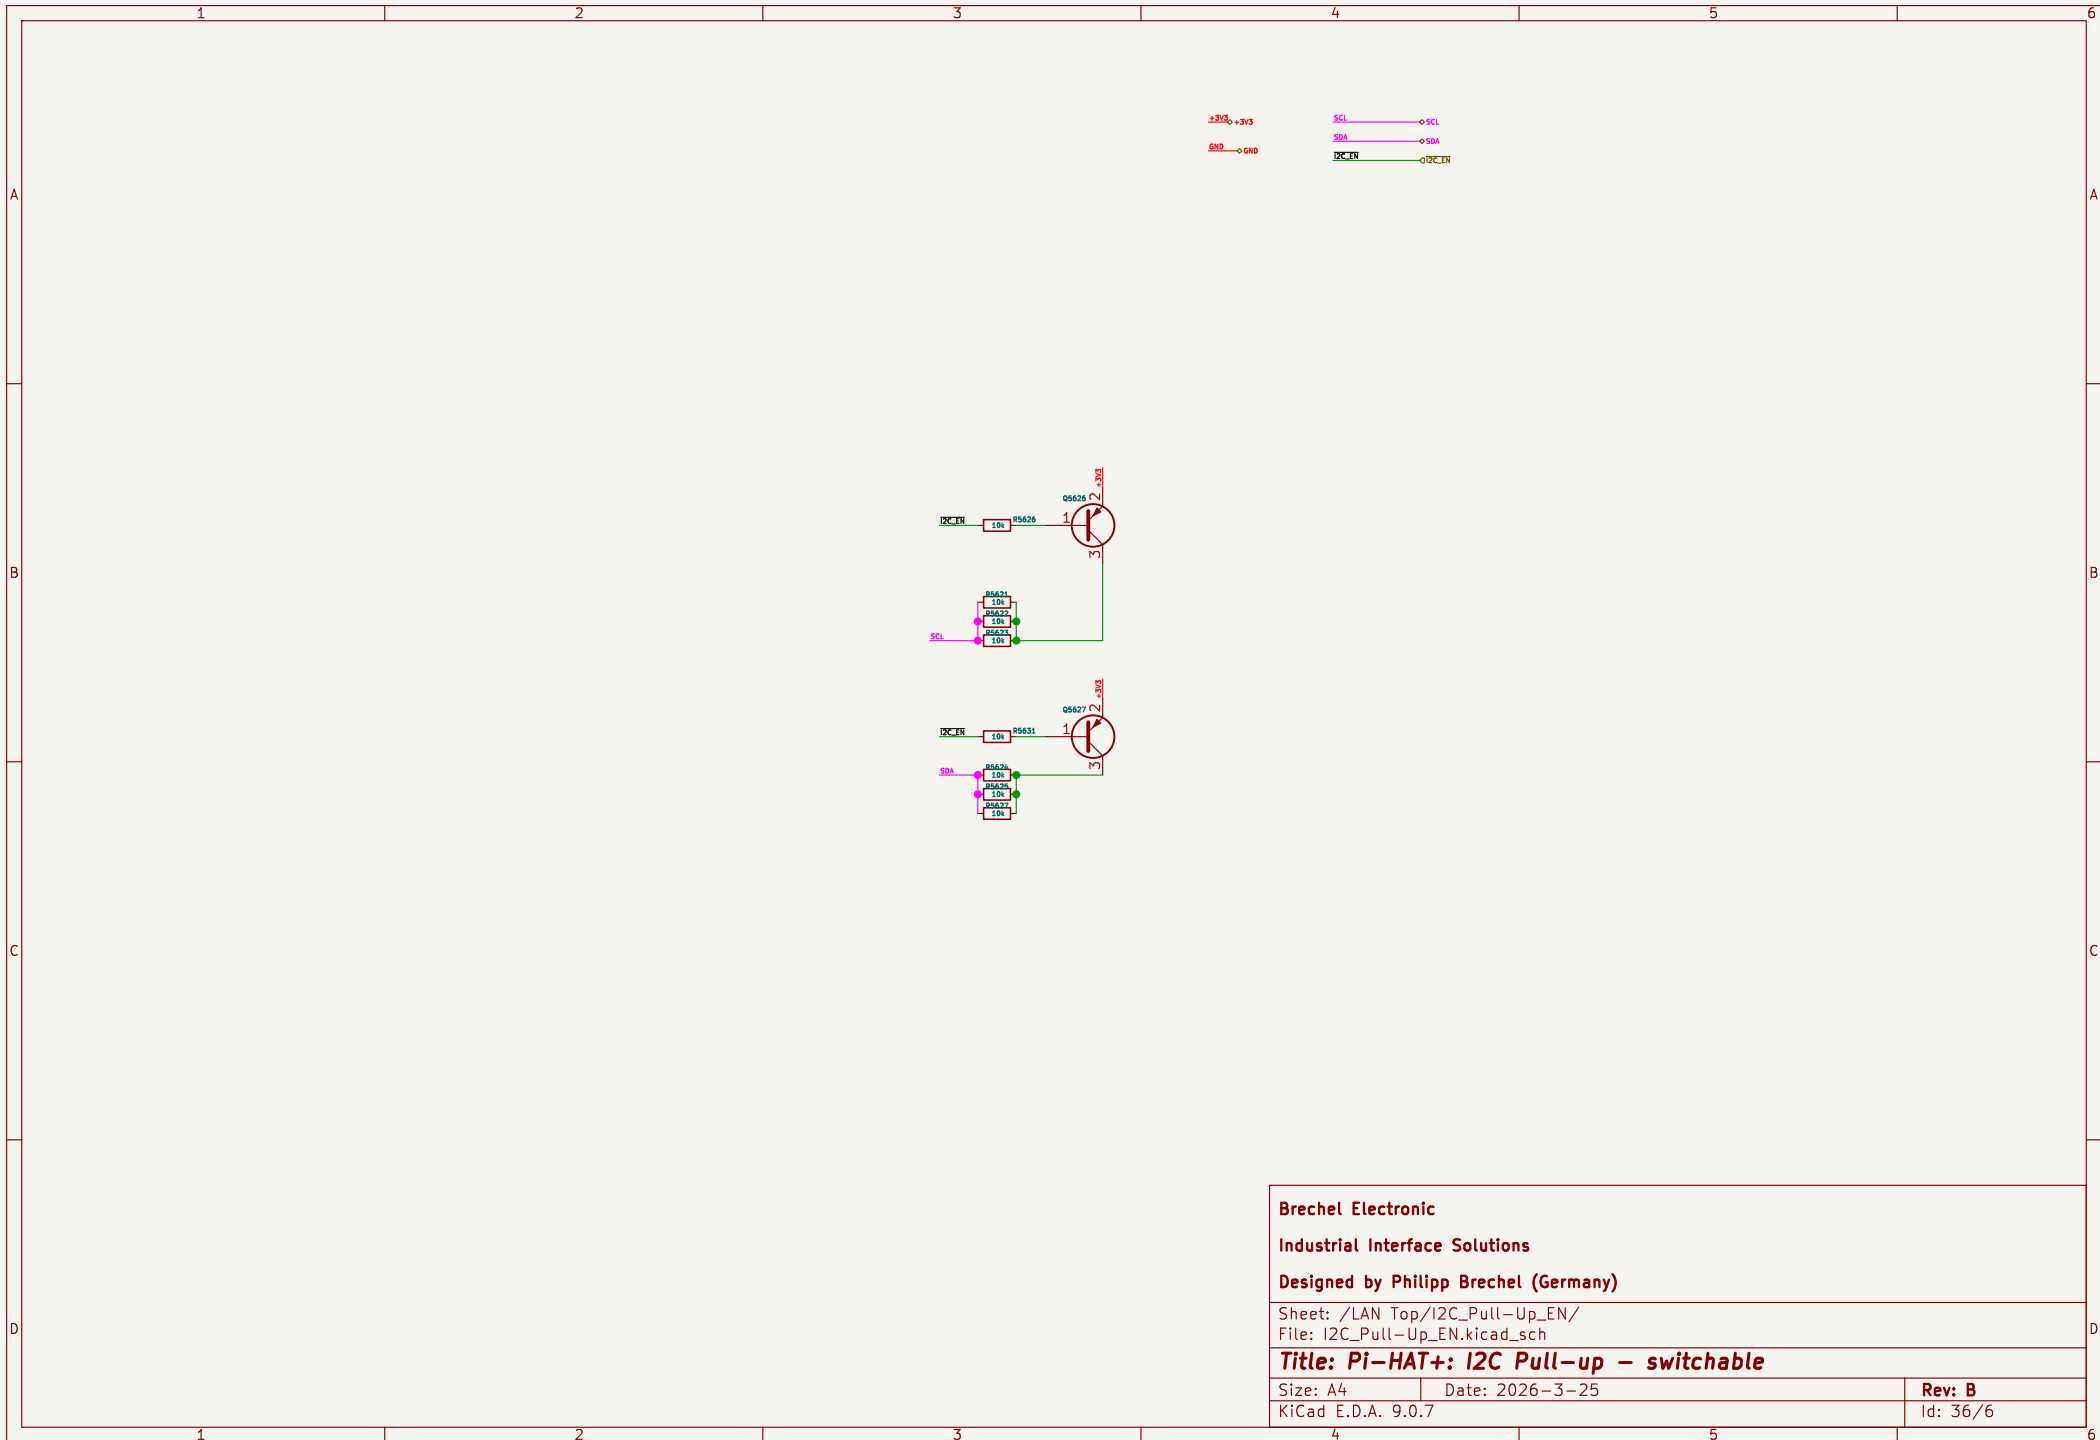 1 2 3 4 5 6
+3V3 +3V3 SCL SCL
SDA SDA
GND GND
I2C_EN I2C_EN
A A
+3V3
Q5626 2
I2C_EN 10k R5626 1
3
B B
R5621
10k
R5622
10k
R5623
SCL 10k
+3V3
Q5627 2
I2C_EN 10k R5631 1
3
R5624
SDA 10k
R5625
10k
R5627
10k
C C
Brechel Electronic
Industrial Interface Solutions
Designed by Philipp Brechel (Germany)
Sheet: /LAN Top/I2C_Pull-Up_EN/
File: I2C_Pull-Up_EN.kicad_sch
D D
Title: Pi-HAT+: I2C Pull-up - switchable
Size: A4 Date: 2026-3-25 Rev: B
KiCad E.D.A. 9.0.7 Id: 36/6
1 2 3 4 5 6